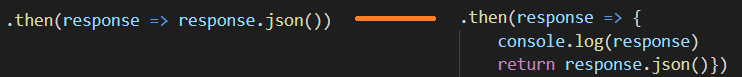 .then(response => response.json())
.then(response => {
    console.log(response)
    return response.json()})